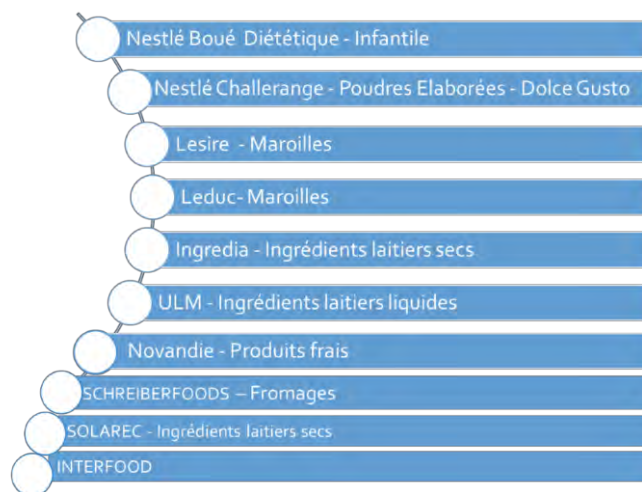 Nestlé Boué Diététique - Infantile
Nestlé Challerange - Poudres Elaborées - Dolce Gusto
Lesire - Maroilles
Leduc- Maroilles
Ingredia - Ingrédients laitiers secs
ULM - Ingrédients laitiers liquides
Novandie - Produits frais
SCHREIBERFOODS – Fromages
SOLAREC - Ingrédients laitiers secs
INTERFOOD